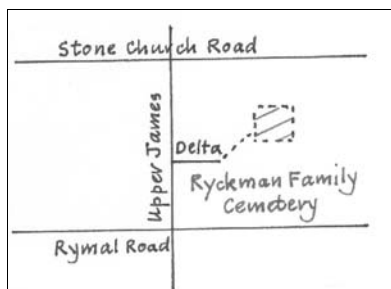 Stone Church Road
Upper James
Delta
Ryckman Family
Cemetery
Rymal Road